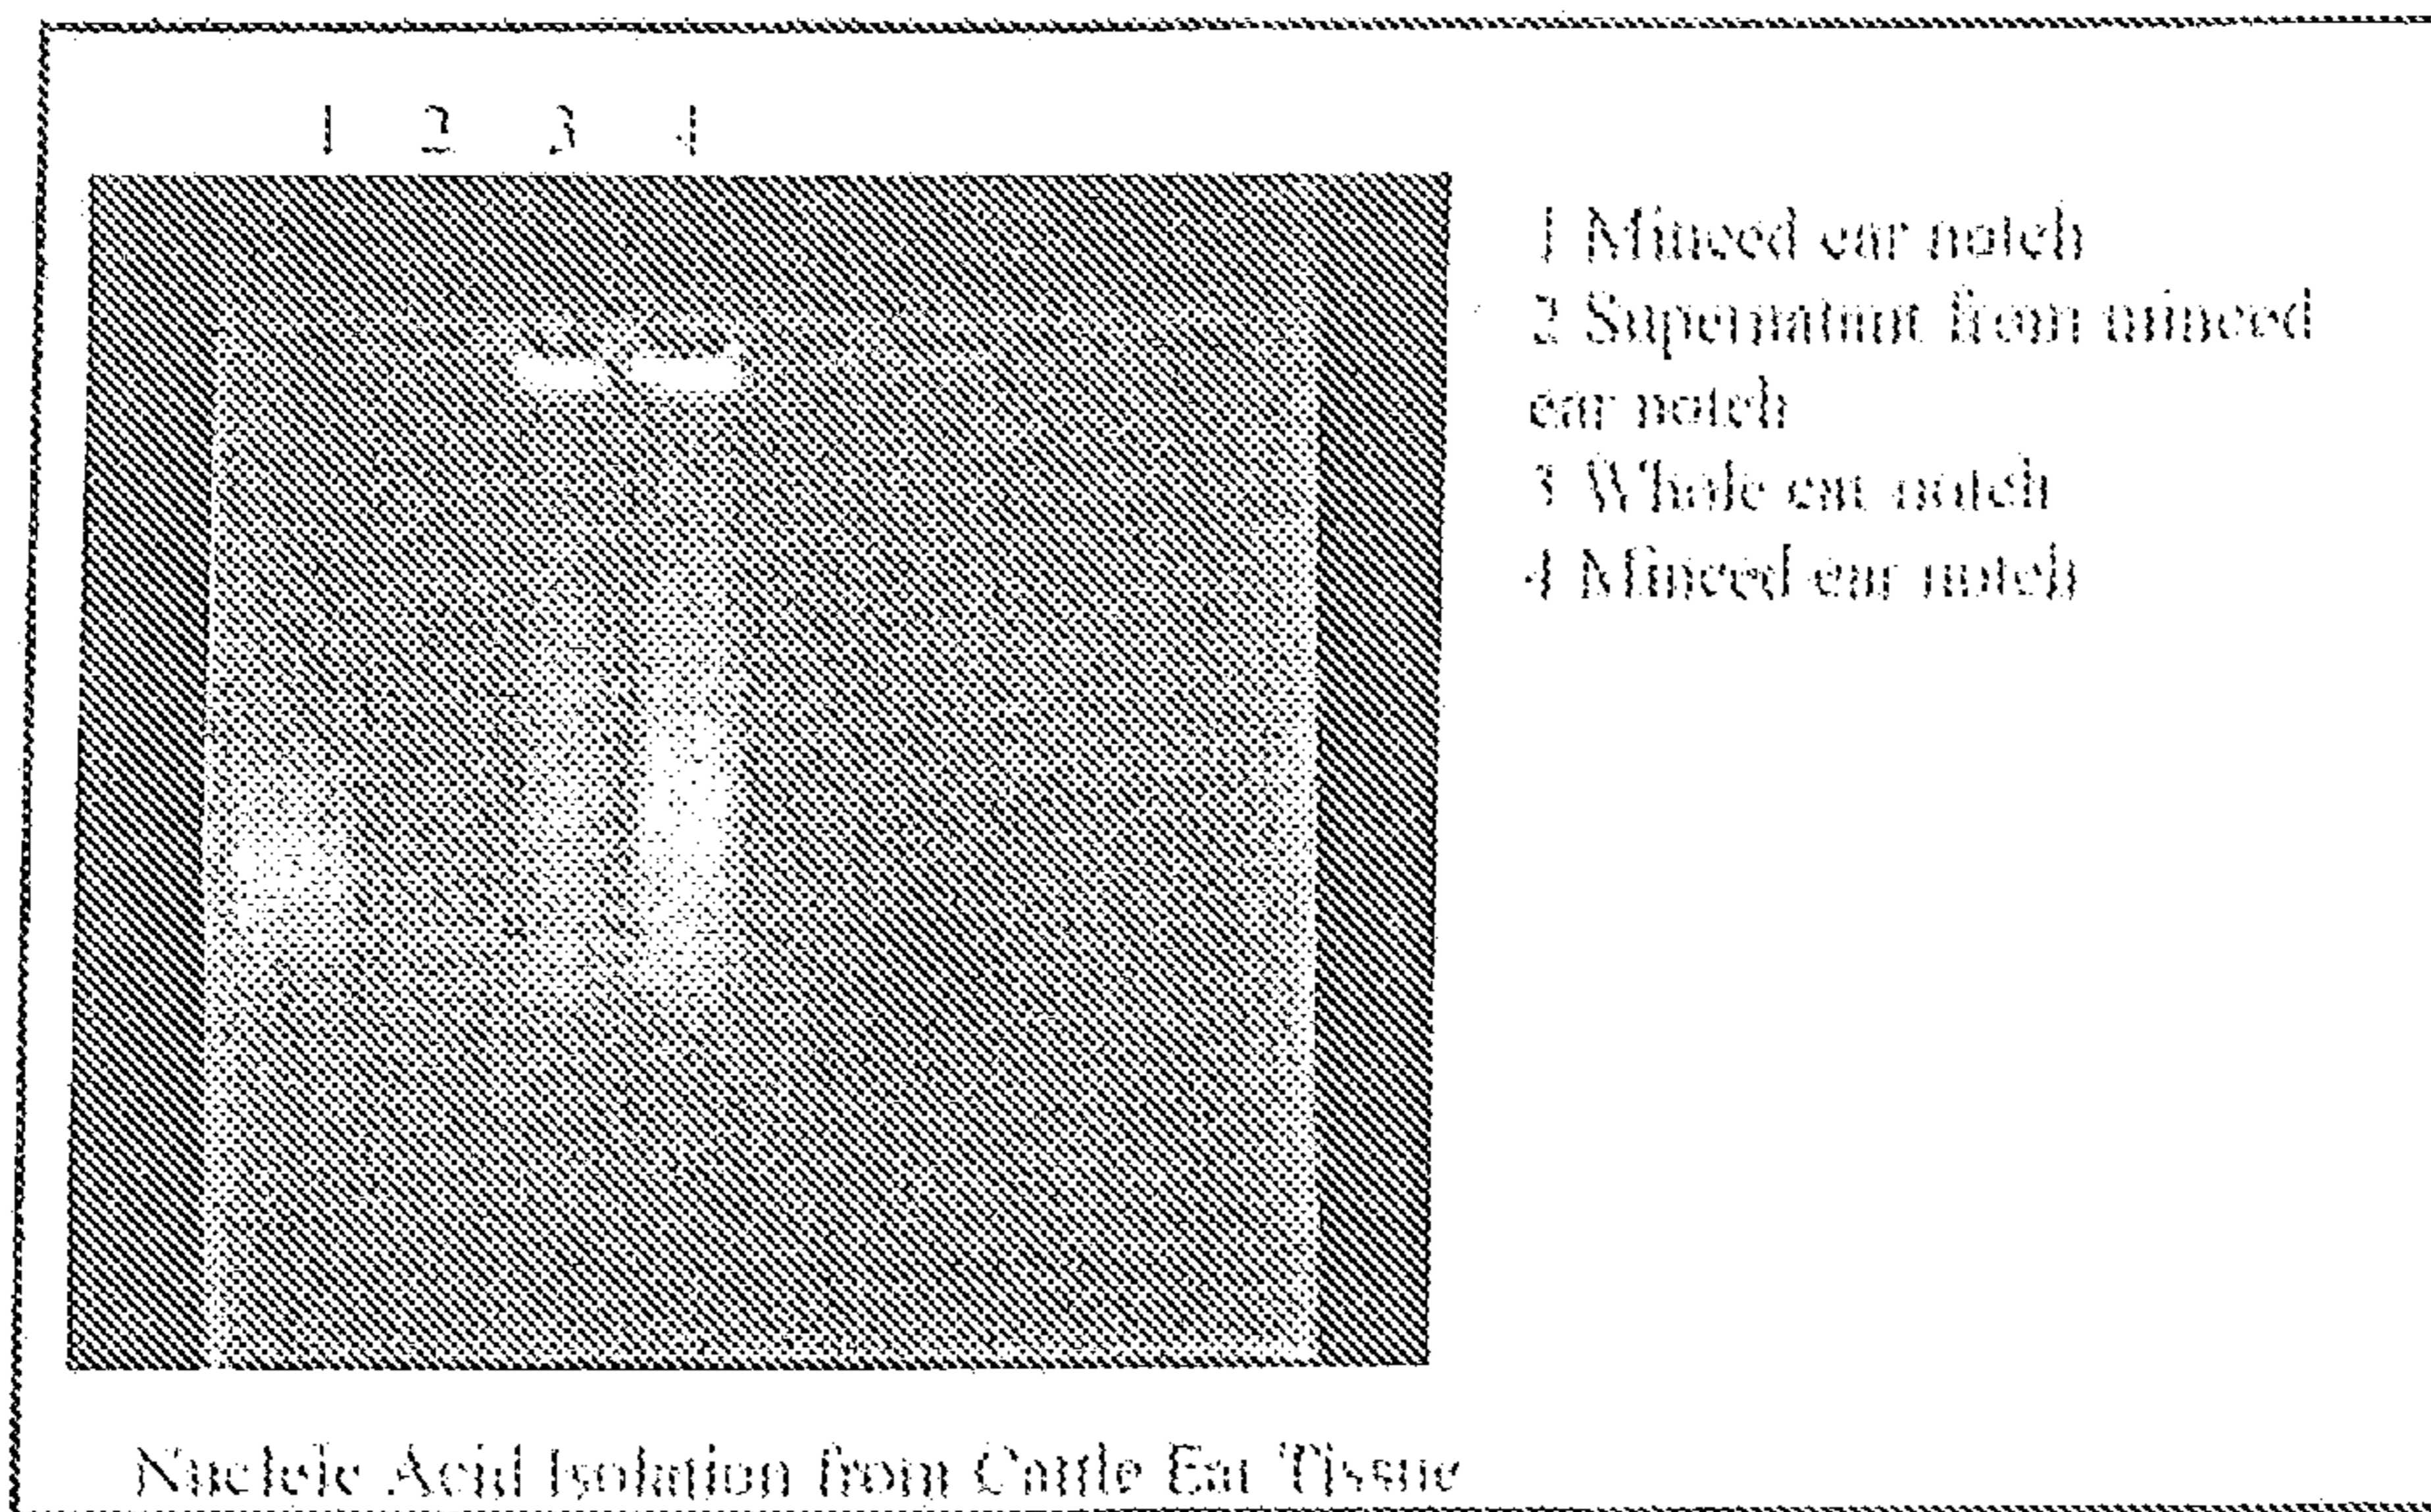 1 2 3 4
1 Minced ear notch
2 Supernatant from minced
ear notch
3 Whole ear notch
4 Minced ear notch
Nucleic Acid Isolation from Cattle Ear Tissue